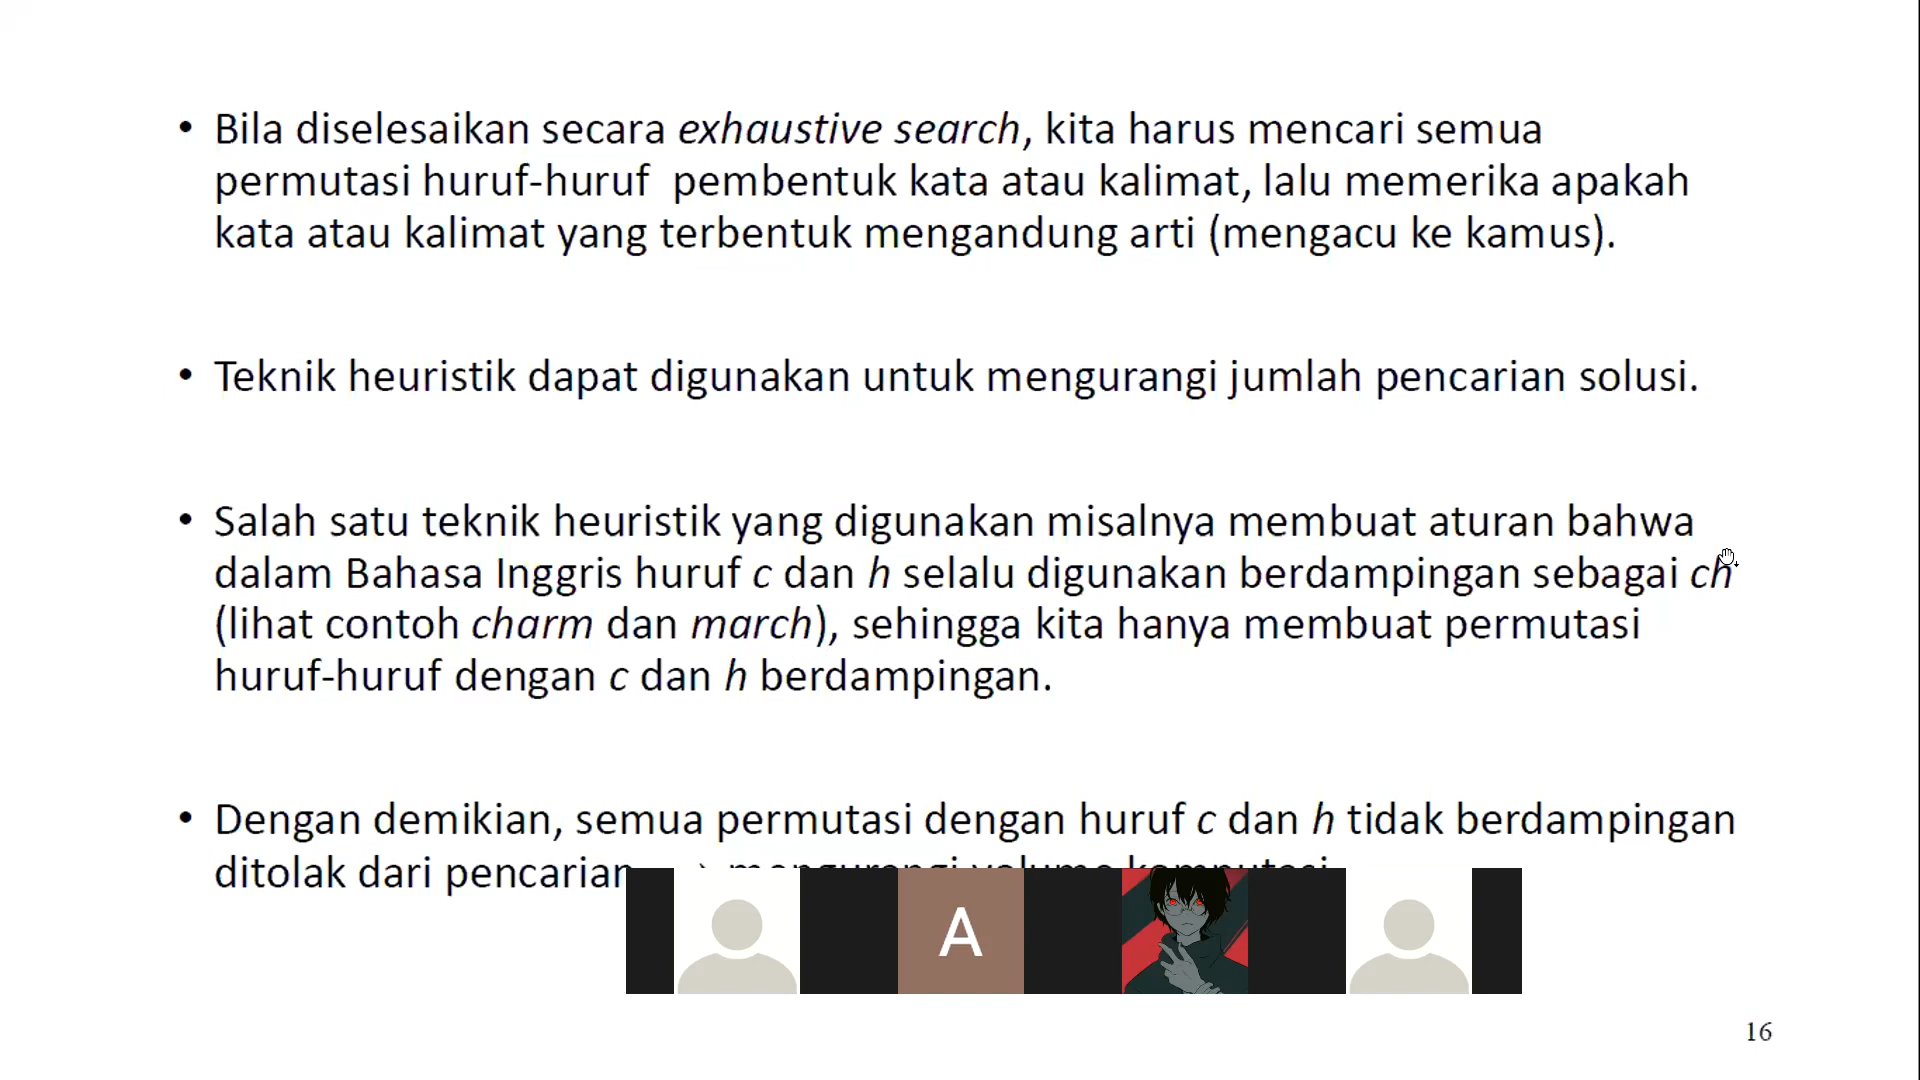 • Bila diselesaikan secara exhaustive search, kita harus mencari semua
permutasi huruf-huruf pembentuk kata atau kalimat, lalu memerika apakah
kata atau kalimat yang terbentuk mengandung arti (mengacu ke kamus).
• Teknik heuristik dapat digunakan untuk mengurangi jumlah pencarian solusi.
• Salah satu teknik heuristik yang digunakan misalnya membuat aturan bahwa
dalam Bahasa Inggris huruf c dan h selalu digunakan berdampingan sebagai ch
(lihat contoh charm dan march), sehingga kita hanya membuat permutasi
huruf-huruf dengan c dan h berdampingan.
• Dengan demikian, semua permutasi dengan huruf c dan h tidak berdampingan
ditolak dari pencarian mengurangi volume komputasi
A
16